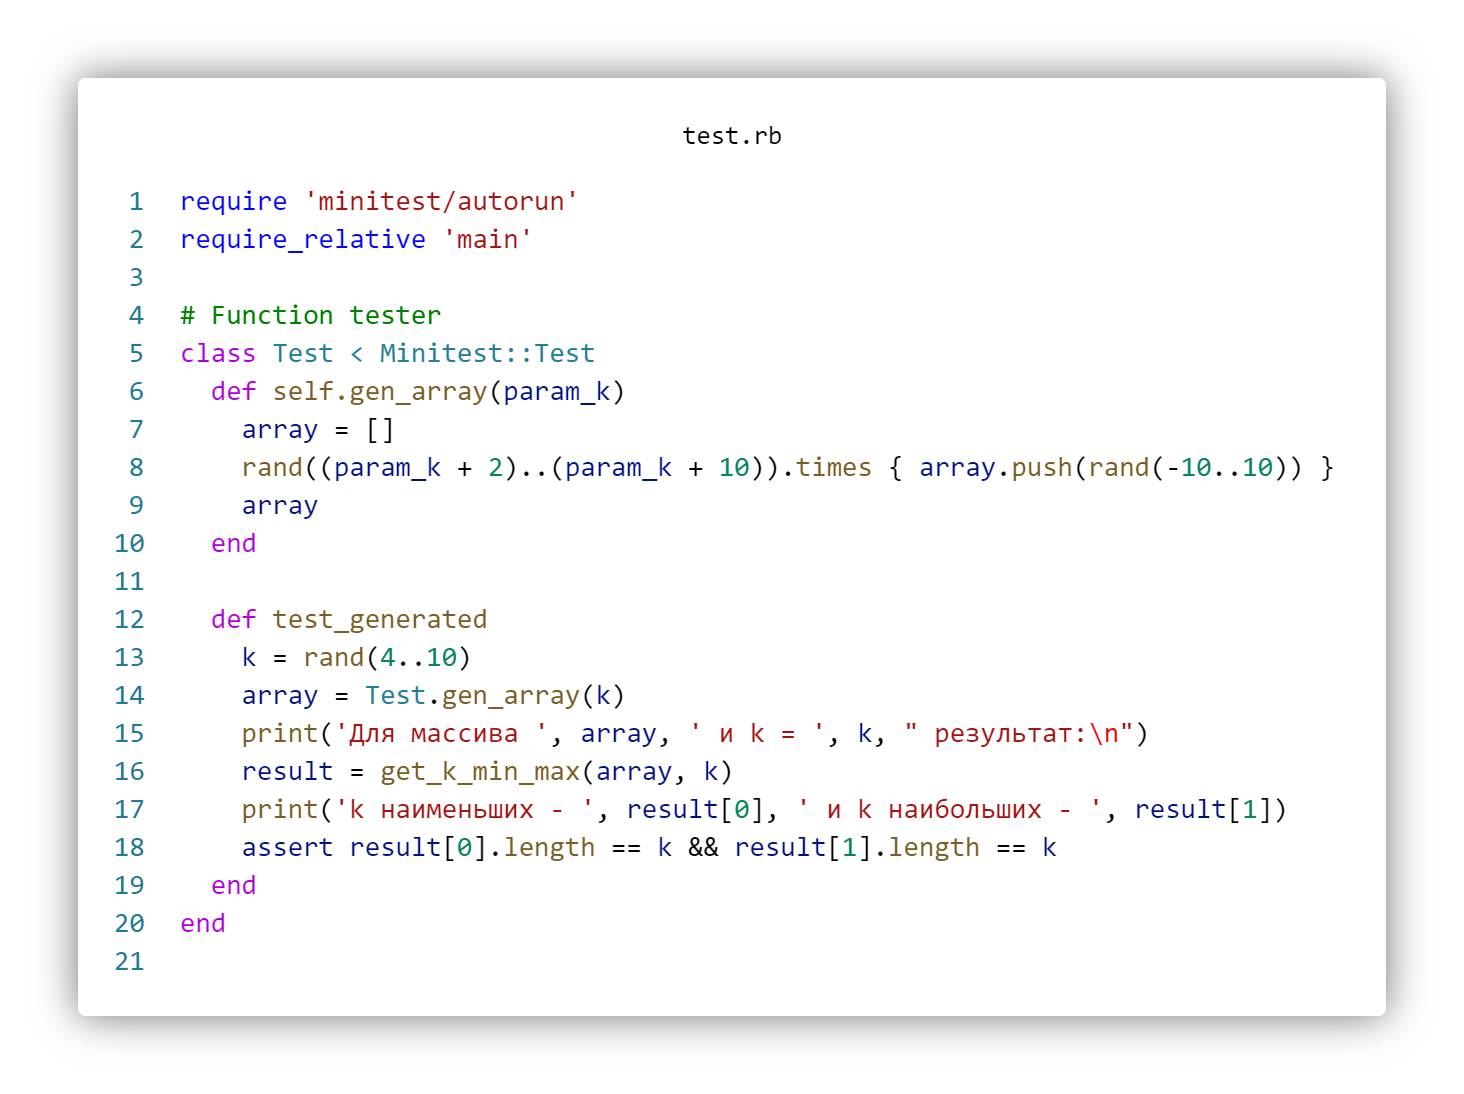 test.rb
1 require 'minitest/autorun'
2 require_relative 'main'
3
4 # Function tester
5 class Test < Minitest::Test
6   def self.gen_array(param_k)
7     array = []
8     rand((param_k + 2)..(param_k + 10)).times { array.push(rand(-10..10)) }
9     array
10   end
11
12   def test_generated
13     k = rand(4..10)
14     array = Test.gen_array(k)
15     print('Для массива ', array, ' и k = ', k, " результат:\n")
16     result = get_k_min_max(array, k)
17     print('k наименьших - ', result[0], ' и k наибольших - ', result[1])
18     assert result[0].length == k && result[1].length == k
19   end
20 end
21